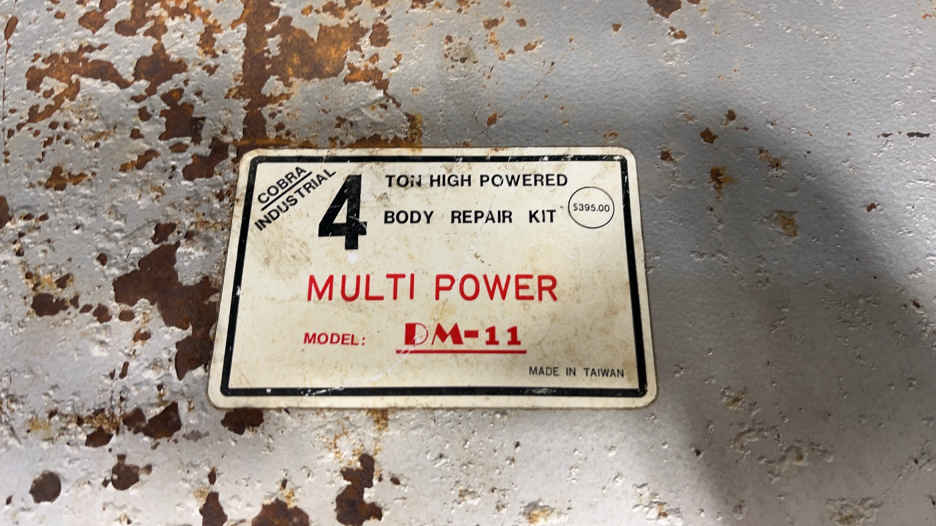 COBRA
INDUSTRIAL
4 TON HIGH POWERED
BODY REPAIR KIT
$395.00
MULTI POWER
MODEL: DM-11
MADE IN TAIWAN